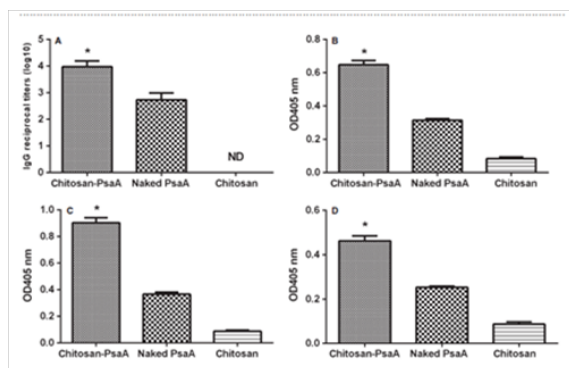 A
*
IgG reciprocal titers (log10)
5
4
3
2
1
0
ND
Chitosan-PsaA Naked PsaA Chitosan
B
*
OD405 nm
0.8
0.6
0.4
0.2
0.0
Chitosan-PsaA Naked PsaA Chitosan
C
*
OD405 nm
1.0
0.8
0.6
0.4
0.2
0.0
Chitosan-PsaA Naked PsaA Chitosan
D
*
OD405 nm
0.6
0.4
0.2
0.0
Chitosan-PsaA Naked PsaA Chitosan